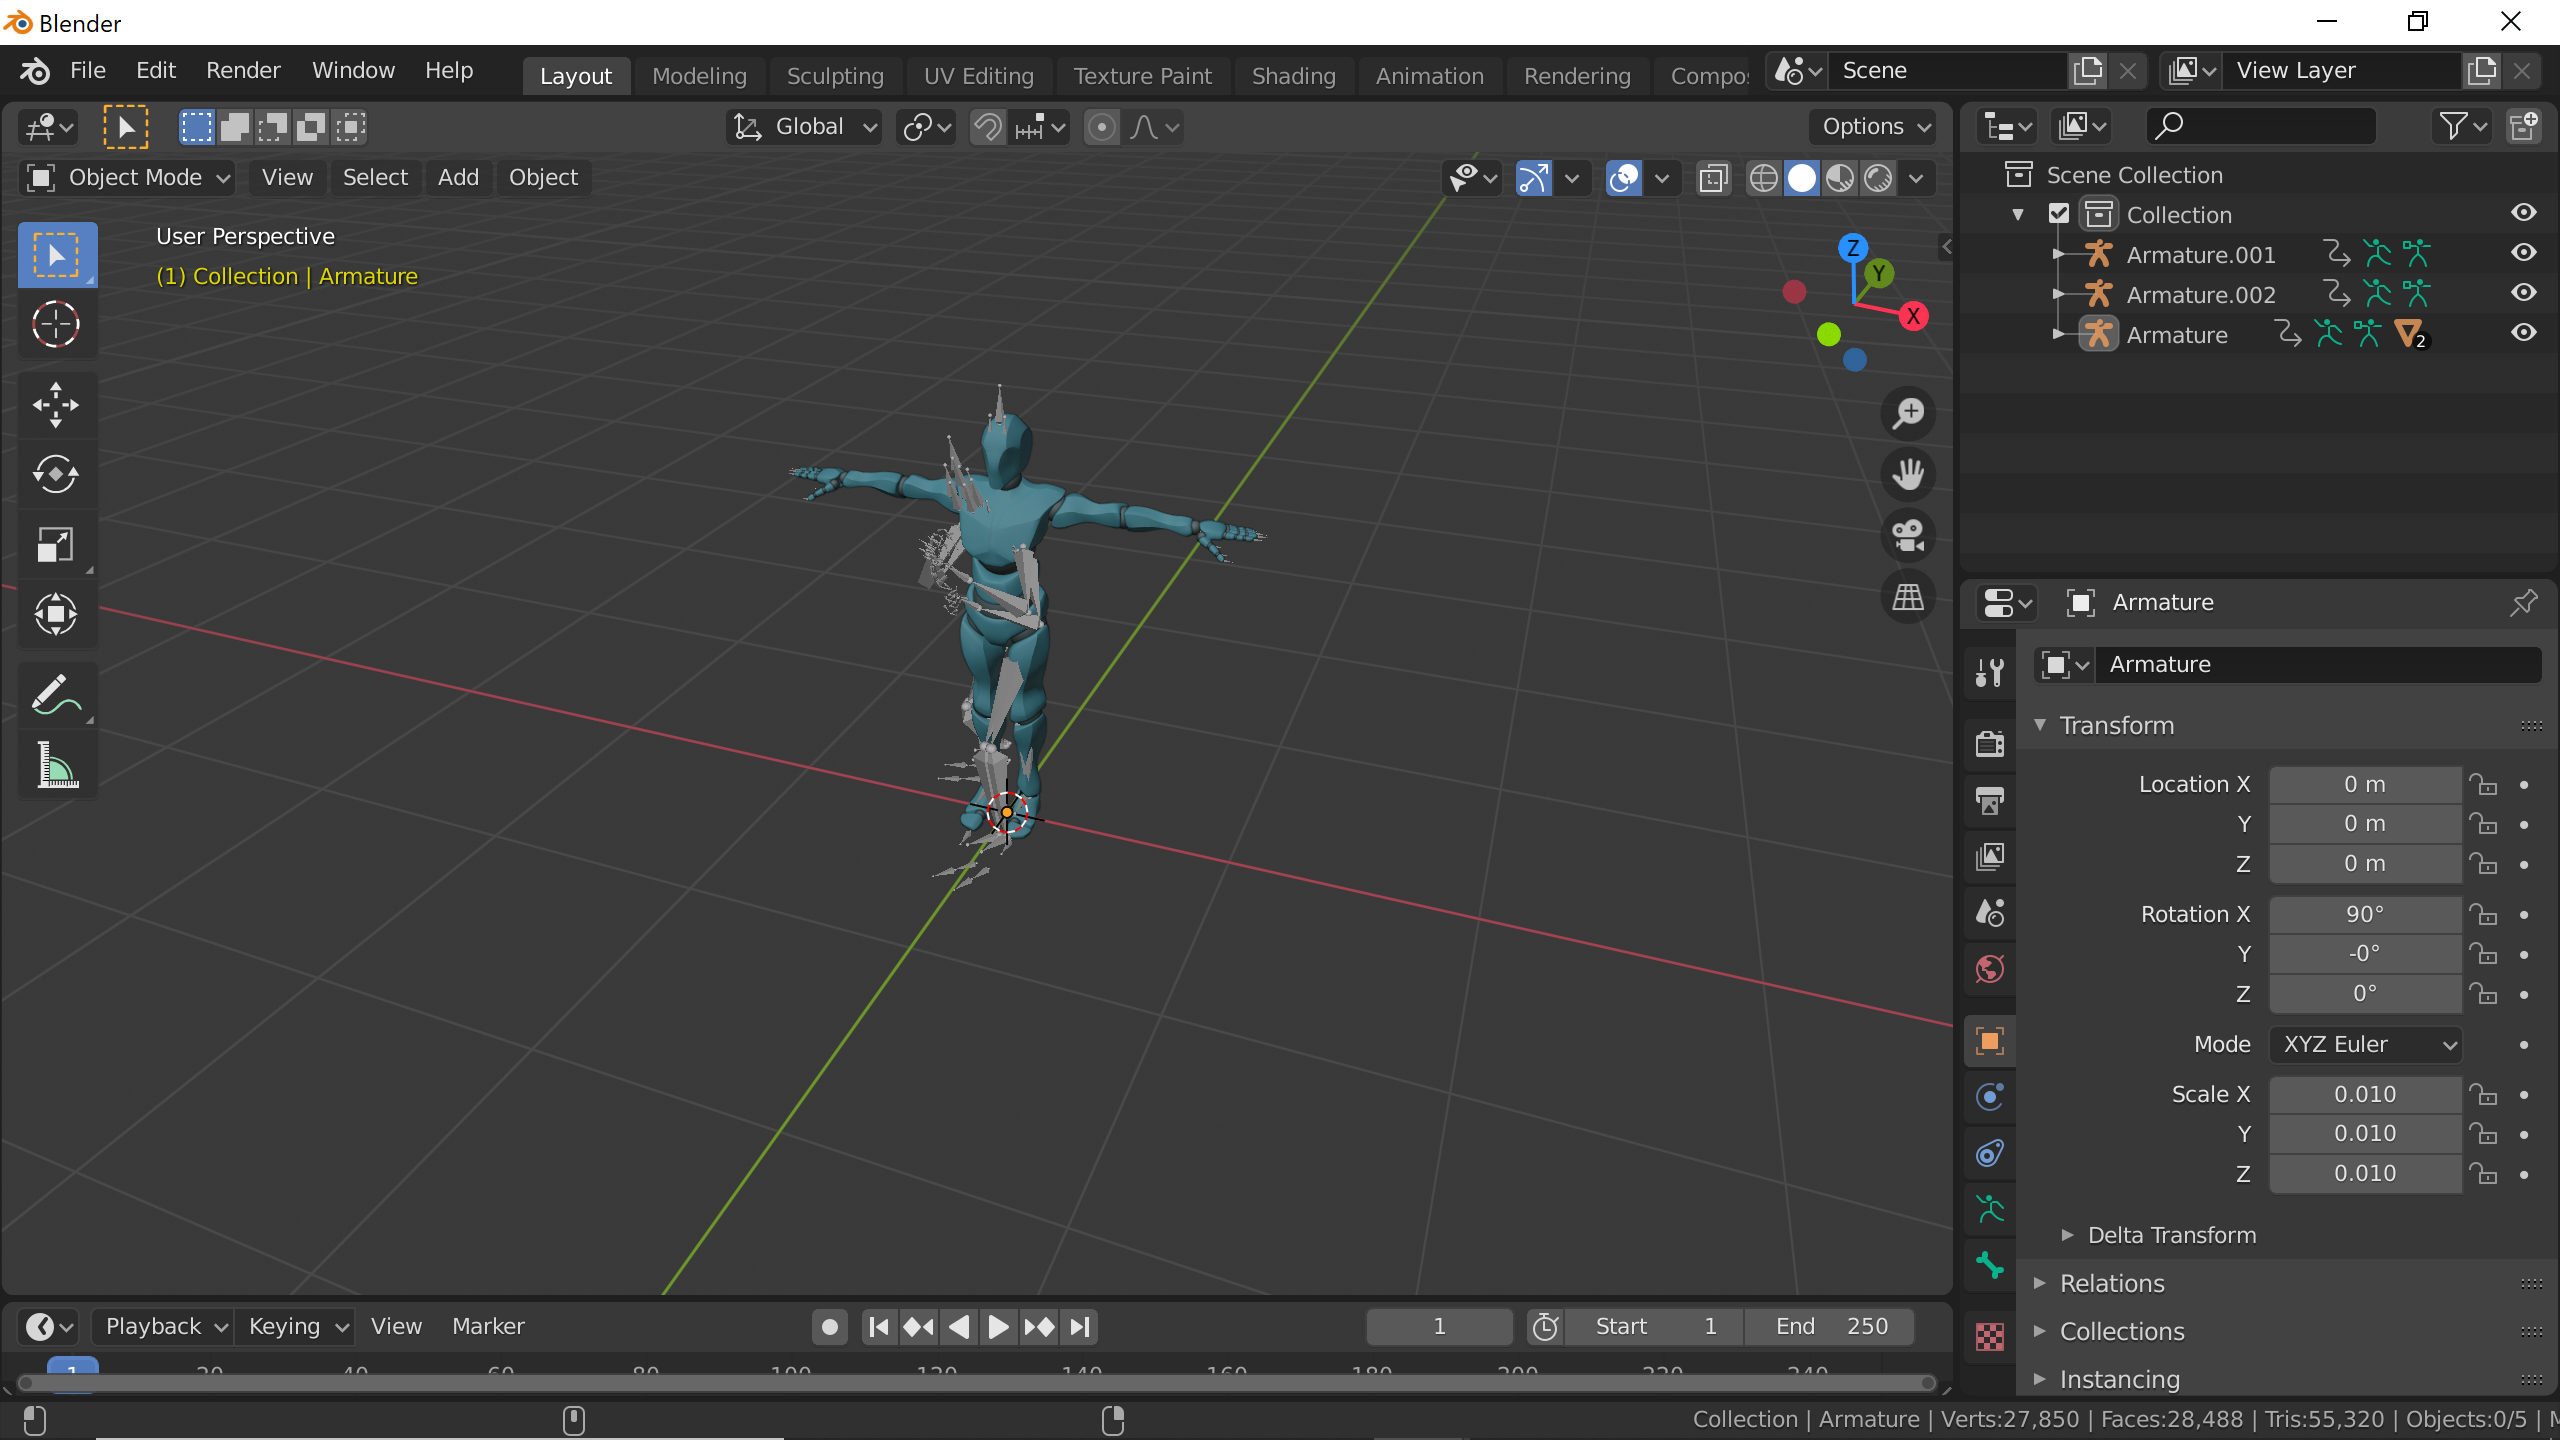 Blender
File Edit Render Window Help
Layout Modeling Sculpting UV Editing Texture Paint Shading Animation Rendering Compo
Scene
View Layer
Global
Options
Object Mode View Select Add Object
User Perspective
(1) Collection | Armature
Z
Y
X
Scene Collection
Collection
Armature.001
Armature.002
Armature 2
Armature
Armature
Transform
Location X 0 m
Y 0 m
Z 0 m
Rotation X 90°
Y -0°
Z 0°
Mode XYZ Euler
Scale X 0.010
Y 0.010
Z 0.010
Delta Transform
Relations
Collections
Instancing
Playback Keying View Marker
1
Start 1
End 250
1 20 40 60 80 100 120 140 160 180 200 220 240
Collection | Armature | Verts:27,850 | Faces:28,488 | Tris:55,320 | Objects:0/5 |